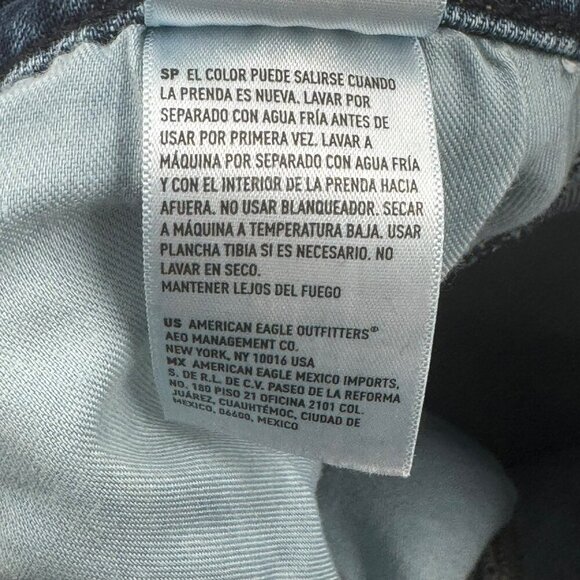 SP EL COLOR PUEDE SALIRSE CUANDO
LA PRENDA ES NUEVA. LAVAR POR
SEPARADO CON AGUA FRÍA ANTES DE
USAR POR PRIMERA VEZ. LAVAR A
MÁQUINA POR SEPARADO CON AGUA FRÍA
Y CON EL INTERIOR DE LA PRENDA HACIA
AFUERA. NO USAR BLANQUEADOR. SECAR
A MÁQUINA A TEMPERATURA BAJA. USAR
PLANCHA TIBIA SI ES NECESARIO. NO
LAVAR EN SECO.
MANTENER LEJOS DEL FUEGO
US AMERICAN EAGLE OUTFITTERS®
AEO MANAGEMENT CO.
NEW YORK, NY 10016 USA
MX AMERICAN EAGLE MEXICO IMPORTS,
S. DE R.L. DE C.V. PASEO DE LA REFORMA
NO. 180 PISO 21 OFICINA 2101 COL.
JUÁREZ, CUAUHTÉMOC, CIUDAD DE
MÉXICO, 06600, MEXICO